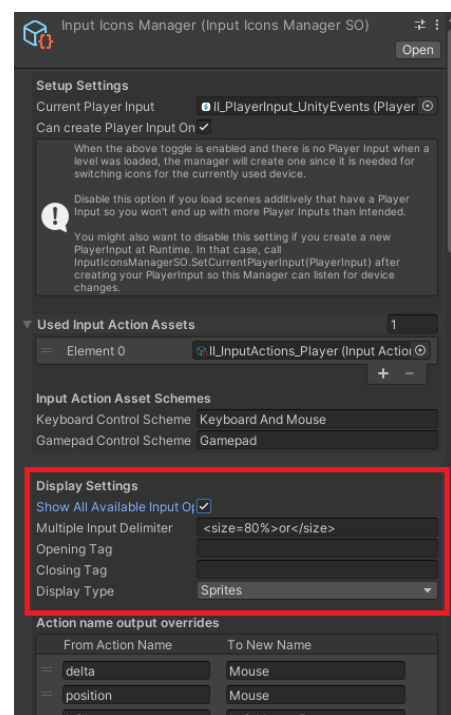 Input Icons Manager (Input Icons Manager SO)
Open
Setup Settings
Current Player Input II_PlayerInput_UnityEvents (Player
Can create Player Input On
When the above toggle is enabled and there is no Player Input when a
level was loaded, the manager will create one since it is needed for
switching icons for the currently used device.
Disable this option if you load scenes additively that have a Player
Input so you won't end up with more Player Inputs than intended.
You might also want to disable this setting if you create a new
PlayerInput at Runtime. In that case, call
InputIconsManagerSO.SetCurrentPlayerInput(PlayerInput) after
creating your PlayerInput so this Manager can listen for device
changes.
Used Input Action Assets 1
Element 0 II_InputActions_Player (Input Action
+ −
Input Action Asset Schemes
Keyboard Control Scheme Keyboard And Mouse
Gamepad Control Scheme Gamepad
Display Settings
Show All Available Input Op
Multiple Input Delimiter <size=80%>or</size>
Opening Tag
Closing Tag
Display Type Sprites
Action name output overrides
From Action Name To New Name
delta Mouse
position Mouse